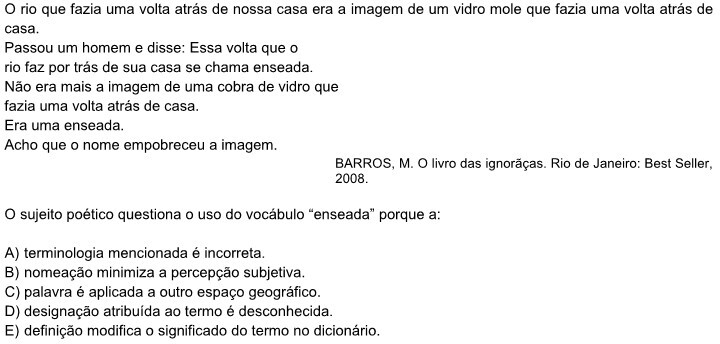 O rio que fazia uma volta atrás de nossa casa era a imagem de um vidro mole que fazia uma volta atrás de
casa.
Passou um homem e disse: Essa volta que o
rio faz por trás de sua casa se chama enseada.
Não era mais a imagem de uma cobra de vidro que
fazia uma volta atrás de casa.
Era uma enseada.
Acho que o nome empobreceu a imagem.
BARROS, M. O livro das ignorãças. Rio de Janeiro: Best Seller,
2008.
O sujeito poético questiona o uso do vocábulo “enseada” porque a:
A) terminologia mencionada é incorreta.
B) nomeação minimiza a percepção subjetiva.
C) palavra é aplicada a outro espaço geográfico.
D) designação atribuída ao termo é desconhecida.
E) definição modifica o significado do termo no dicionário.